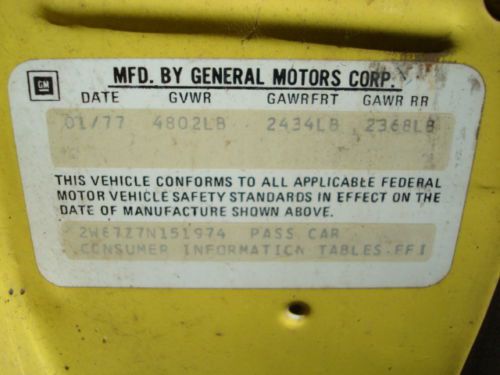 GM
MFD. BY GENERAL MOTORS CORP.
DATE GVWR GAWRFRT GAWR RR
01/77 4802LB 2434LB 2368LB
THIS VEHICLE CONFORMS TO ALL APPLICABLE FEDERAL
MOTOR VEHICLE SAFETY STANDARDS IN EFFECT ON THE
DATE OF MANUFACTURE SHOWN ABOVE.
2W67Z7N151974 PASS CAR
CONSUMER INFORMATION TABLES-FFI